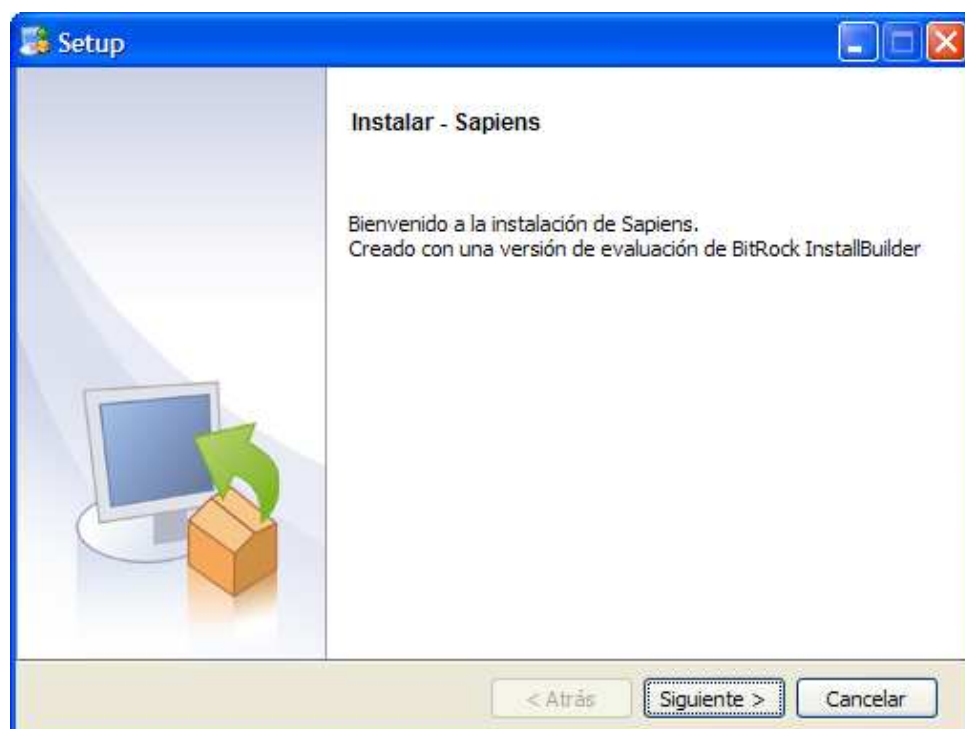 Setup
Instalar - Sapiens
Bienvenido a la instalación de Sapiens.
Creado con una versión de evaluación de BitRock InstallBuilder
< Atrás
Siguiente >
Cancelar